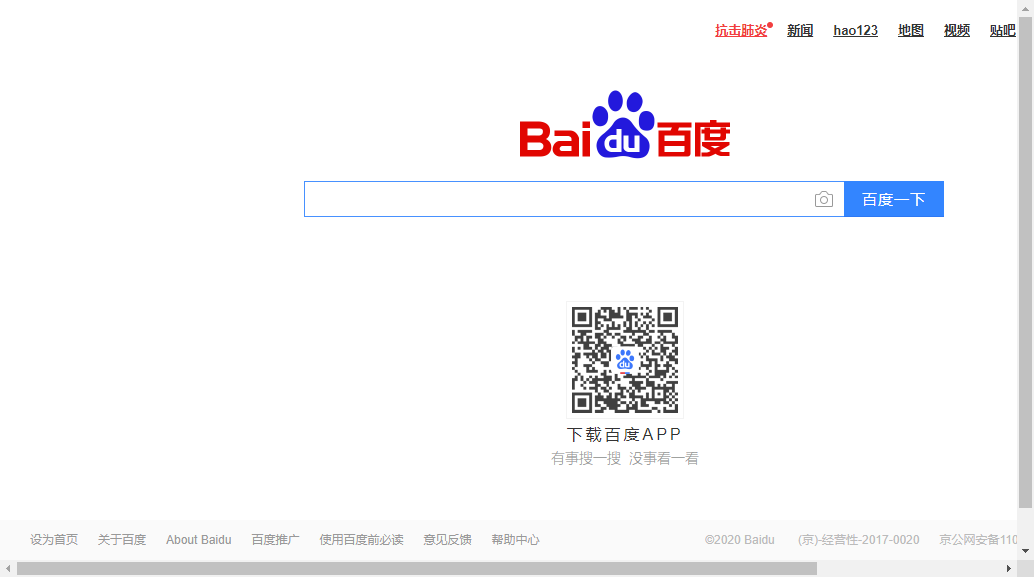 抗击肺炎 新闻 hao123 地图 视频 贴吧
Bai du 百度
百度一下
du
下载百度APP
有事搜一搜 没事看一看
设为首页 关于百度 About Baidu 百度推广 使用百度前必读 意见反馈 帮助中心 ©2020 Baidu (京)-经营性-2017-0020 京公网安备110